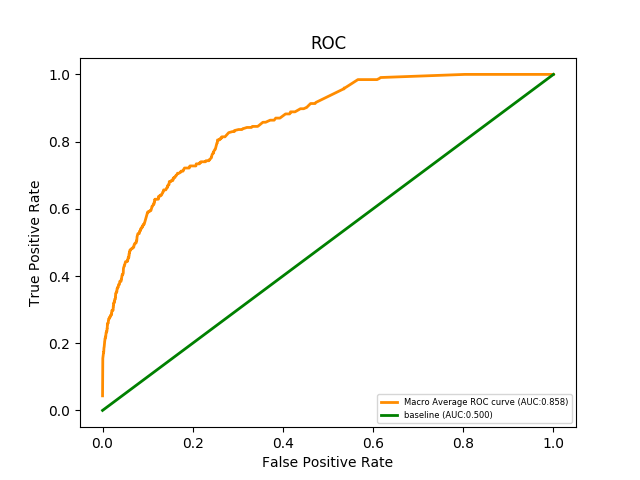 ROC
1.0
0.8
0.6
0.4
0.2
0.0
True Positive Rate
Macro Average ROC curve (AUC:0.858)
baseline (AUC:0.500)
0.0 0.2 0.4 0.6 0.8 1.0
False Positive Rate